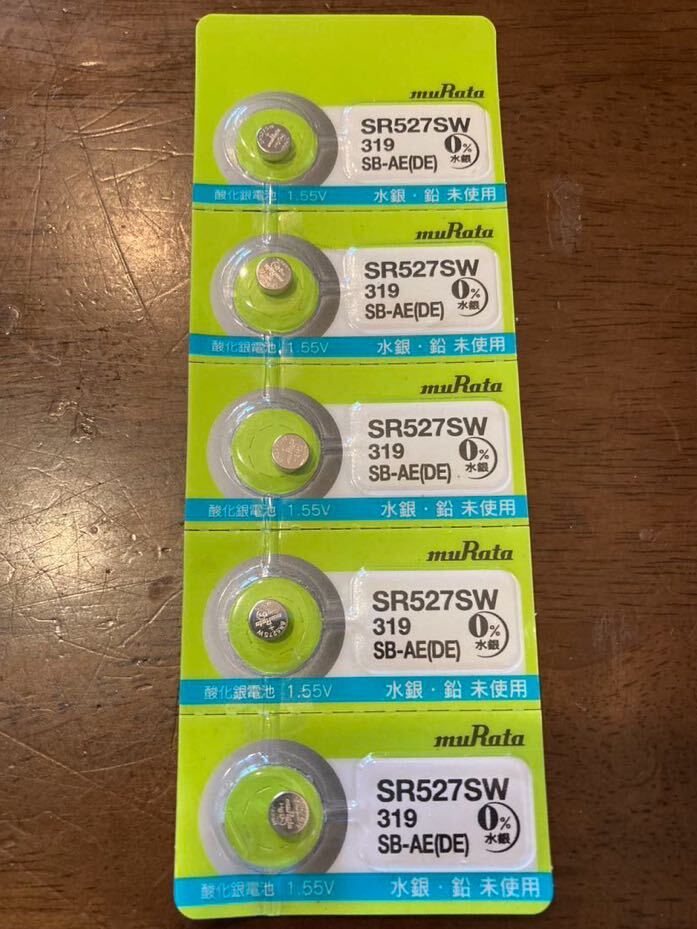 muRata
SR527SW
319
SB-AE(DE)
0%
水銀
酸化銀電池 1.55V
水銀・鉛 未使用
muRata
SR527SW
319
SB-AE(DE)
0%
水銀
酸化銀電池 1.55V
水銀・鉛 未使用
muRata
SR527SW
319
SB-AE(DE)
0%
水銀
酸化銀電池 1.55V
水銀・鉛 未使用
muRata
SR527SW
319
SB-AE(DE)
0%
水銀
酸化銀電池 1.55V
水銀・鉛 未使用
SR527SW
muRata
SR527SW
319
SB-AE(DE)
0%
水銀
酸化銀電池 1.55V
水銀・鉛 未使用